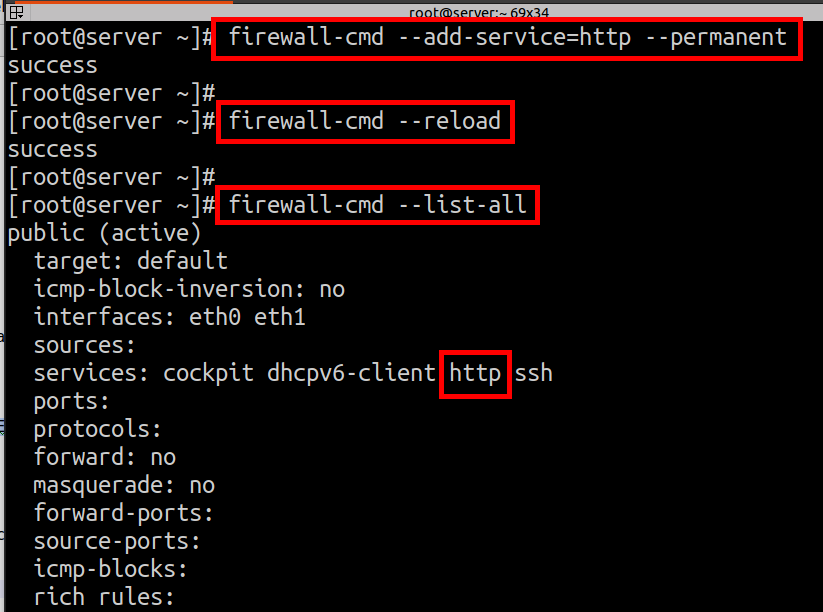 root@server:~ 69x34
[root@server ~]# firewall-cmd --add-service=http --permanent
success
[root@server ~]#
[root@server ~]# firewall-cmd --reload
success
[root@server ~]#
[root@server ~]# firewall-cmd --list-all
public (active)
  target: default
  icmp-block-inversion: no
  interfaces: eth0 eth1
  sources:
  services: cockpit dhcpv6-client http ssh
  ports:
  protocols:
  forward: no
  masquerade: no
  forward-ports:
  source-ports:
  icmp-blocks:
  rich rules: